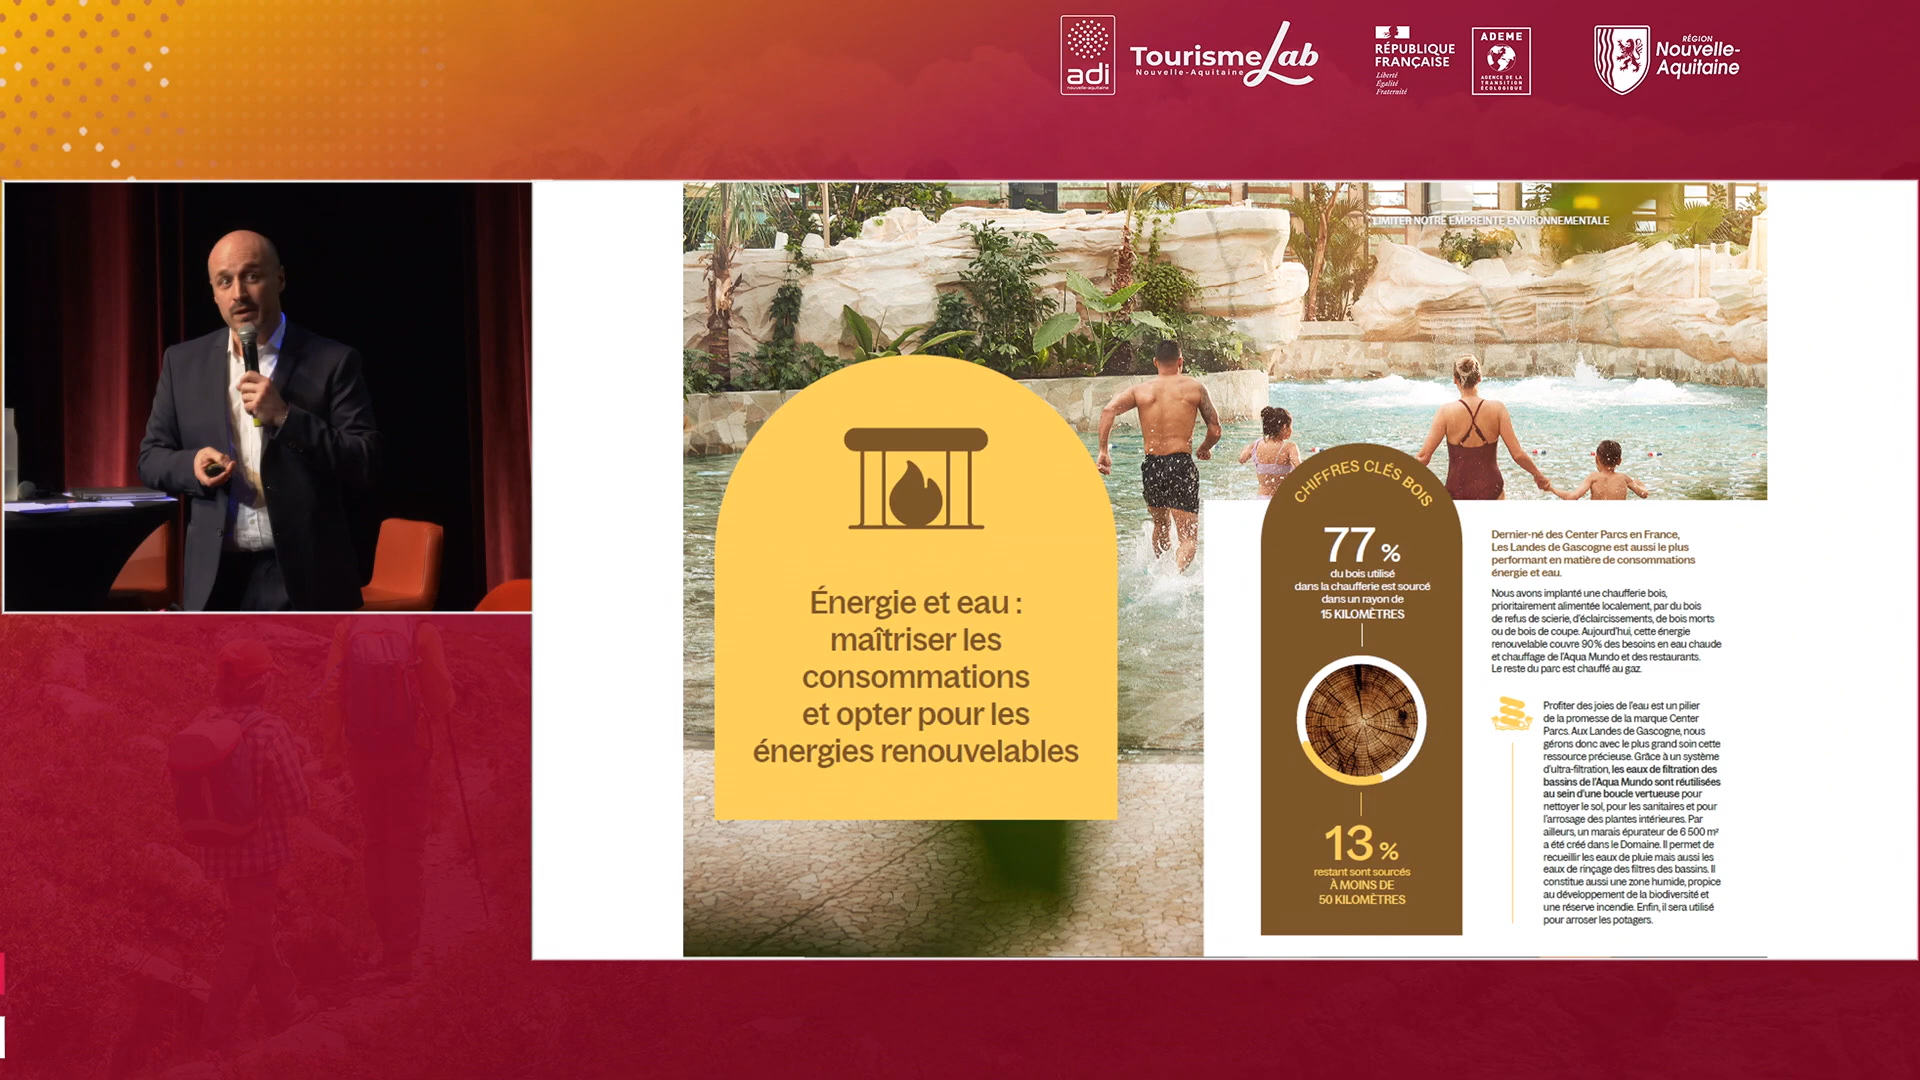 adi
nouvelle-aquitaine
TourismeLab
Nouvelle-Aquitaine
RÉPUBLIQUE
FRANÇAISE
Liberté
Égalité
Fraternité
ADEME
AGENCE DE LA
TRANSITION
ÉCOLOGIQUE
RÉGION
Nouvelle-
Aquitaine
LIMITER NOTRE EMPREINTE ENVIRONNEMENTALE
Énergie et eau :
maîtriser les
consommations
et opter pour les
énergies renouvelables
CHIFFRES CLÉS BOIS
77 %
du bois utilisé
dans la chaufferie est sourcé
dans un rayon de
15 KILOMÈTRES
13 %
restant sont sourcés
À MOINS DE
50 KILOMÈTRES
Dernier-né des Center Parcs en France,
Les Landes de Gascogne est aussi le plus
performant en matière de consommations
énergie et eau.
Nous avons implanté une chaufferie bois,
prioritairement alimentée localement, par du bois
de refus de scierie, d'éclaircissements, de bois morts
ou de bois de coupe. Aujourd'hui, cette énergie
renouvelable couvre 90% des besoins en eau chaude
et chauffage de l'Aqua Mundo et des restaurants.
Le reste du parc est chauffé au gaz.
Profiter des joies de l'eau est un pilier
de la promesse de la marque Center
Parcs. Aux Landes de Gascogne, nous
gérons donc avec le plus grand soin cette
ressource précieuse. Grâce à un système
d'ultra-filtration, les eaux de filtration des
bassins de l'Aqua Mundo sont réutilisées
au sein d'une boucle vertueuse pour
nettoyer le sol, pour les sanitaires et pour
l'arrosage des plantes intérieures. Par
ailleurs, un marais épurateur de 6 500 m²
a été créé dans le Domaine. Il permet de
recueillir les eaux de pluie mais aussi les
eaux de rinçage des filtres des bassins. Il
constitue aussi une zone humide, propice
au développement de la biodiversité et
une réserve incendie. Enfin, il sera utilisé
pour arroser les potagers.